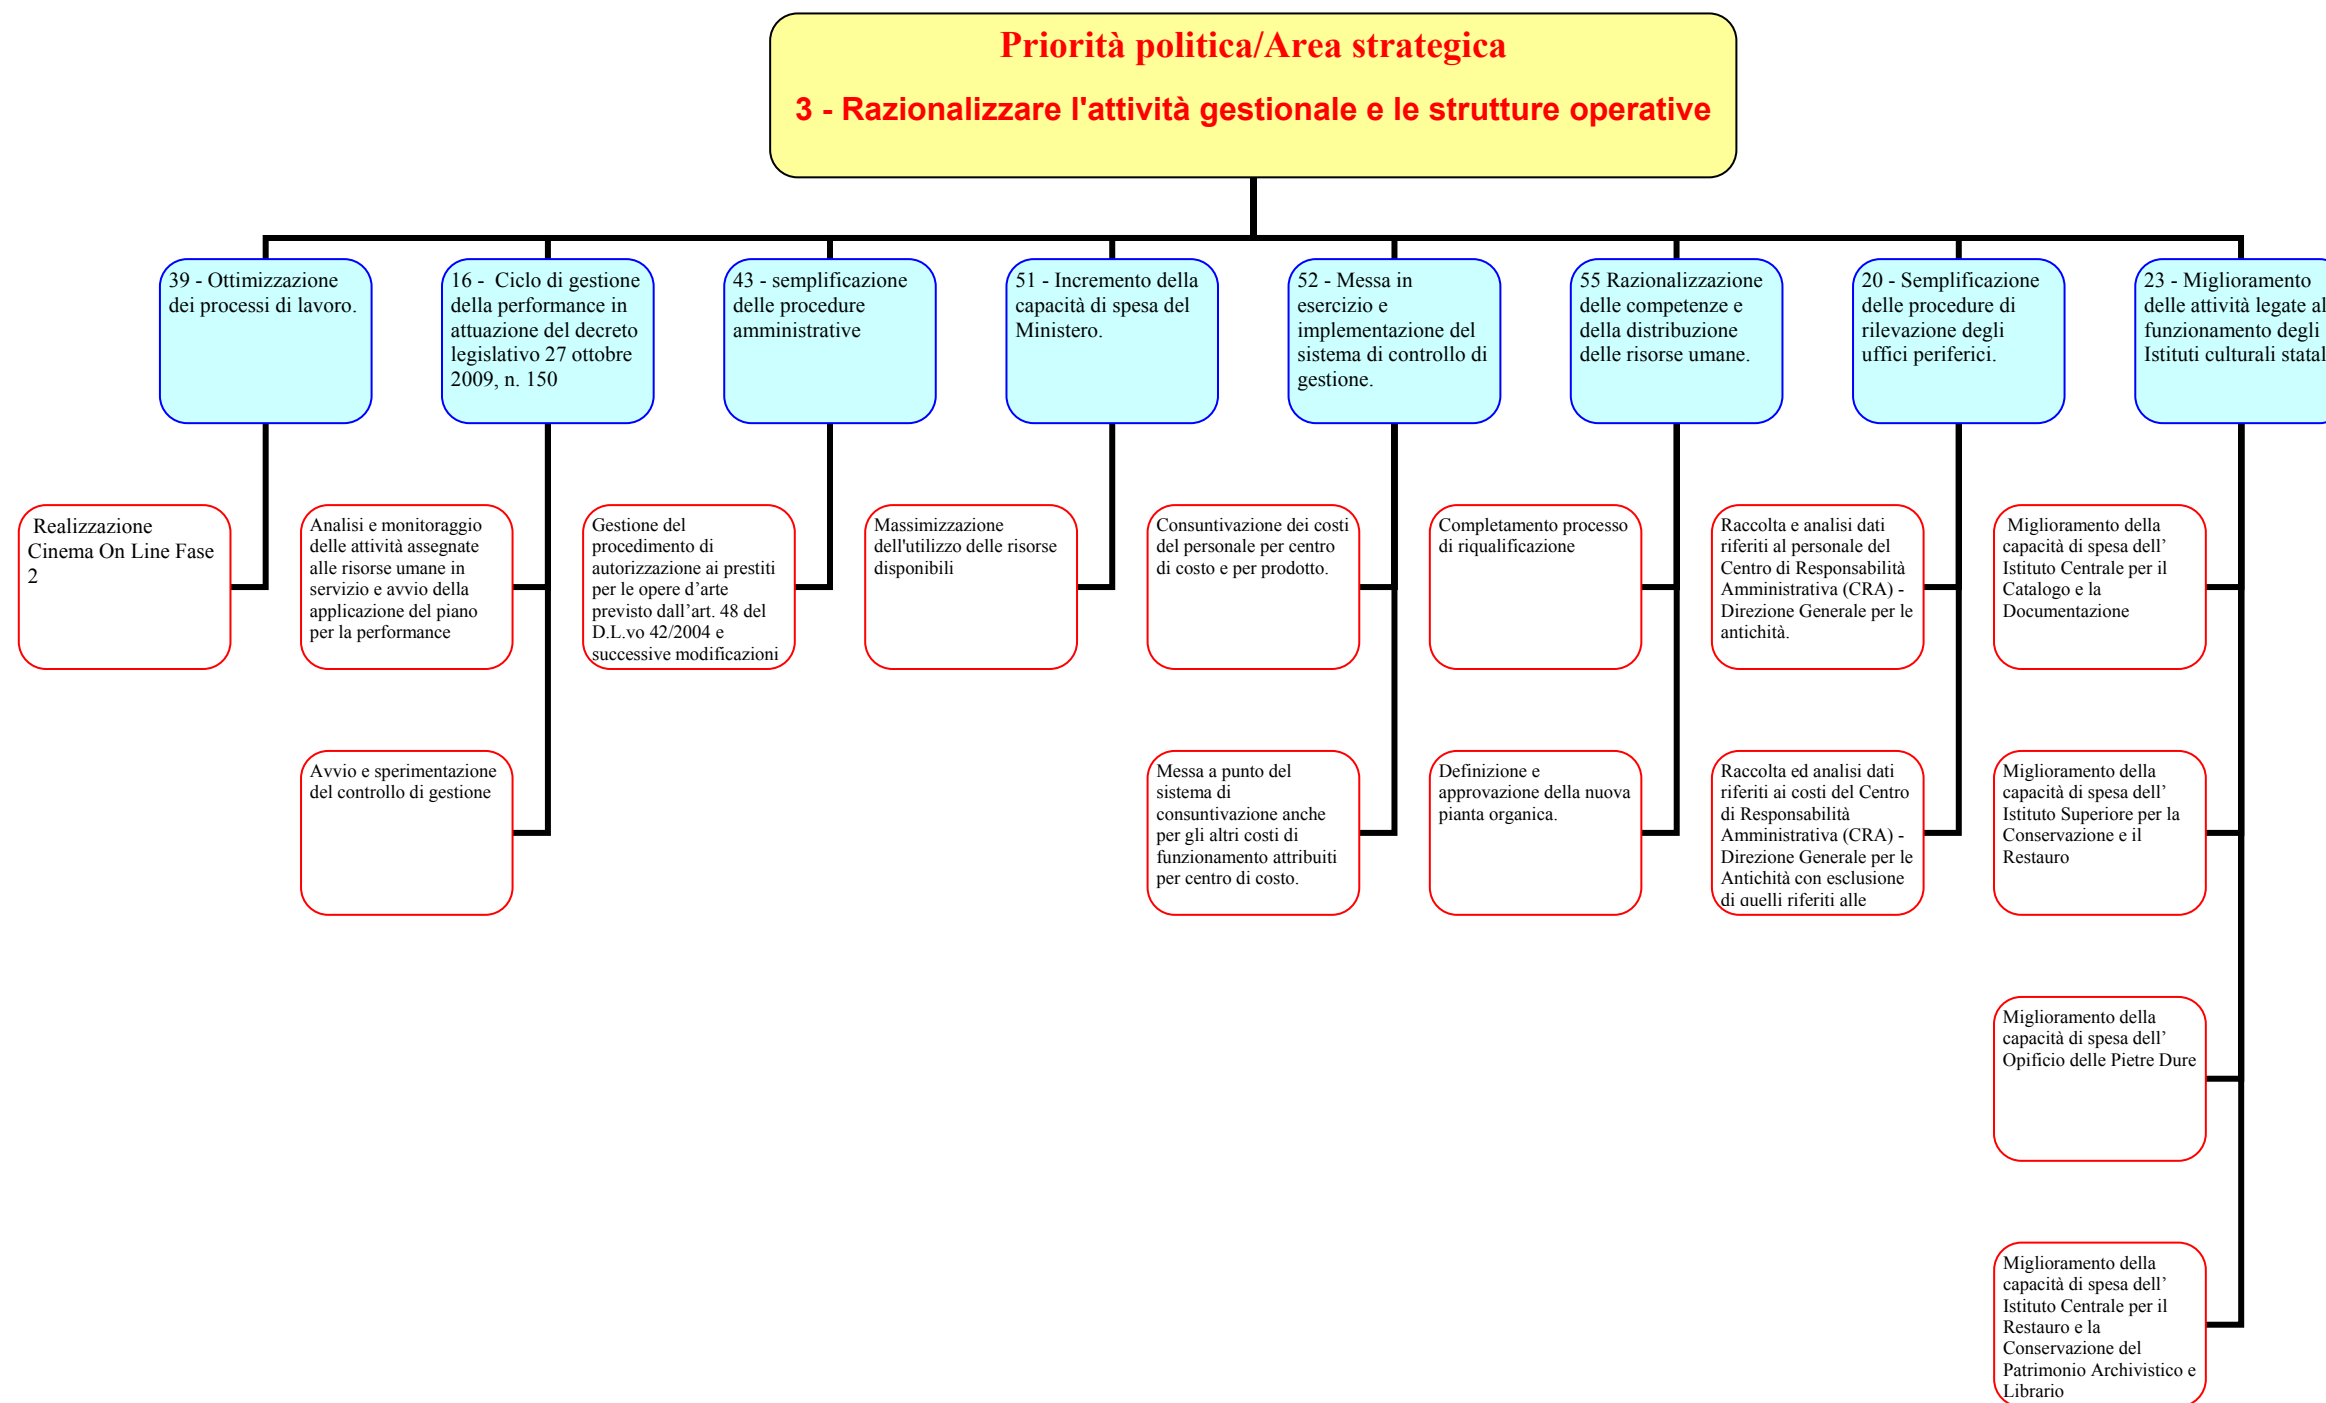 Priorità politica/Area strategica
3 - Razionalizzare l'attività gestionale e le strutture operative
39 - Ottimizzazione
dei processi di lavoro.
16 -  Ciclo di gestione
della performance in
attuazione del decreto
legislativo 27 ottobre
2009, n. 150
43 - semplificazione
delle procedure
amministrative
51 - Incremento della
capacità di spesa del
Ministero.
52 - Messa in
esercizio e
implementazione del
sistema di controllo di
gestione.
55 Razionalizzazione
delle competenze e
della distribuzione
delle risorse umane.
20 - Semplificazione
delle procedure di
rilevazione degli
uffici periferici.
23 - Miglioramento
delle attività legate al
funzionamento degli
Istituti culturali statal
Realizzazione
Cinema On Line Fase
2
Analisi e monitoraggio
delle attività assegnate
alle risorse umane in
servizio e avvio della
applicazione del piano
per la performance
Gestione del
procedimento di
autorizzazione ai prestiti
per le opere d’arte
previsto dall’art. 48 del
D.L.vo 42/2004 e
successive modificazioni
Massimizzazione
dell'utilizzo delle risorse
disponibili
Consuntivazione dei costi
del personale per centro
di costo e per prodotto.
Completamento processo
di riqualificazione
Raccolta e analisi dati
riferiti al personale del
Centro di Responsabilità
Amministrativa (CRA) -
Direzione Generale per le
antichità.
Miglioramento della
capacità di spesa dell’
Istituto Centrale per il
Catalogo e la
Documentazione
Avvio e sperimentazione
del controllo di gestione
Messa a punto del
sistema di
consuntivazione anche
per gli altri costi di
funzionamento attribuiti
per centro di costo.
Definizione e
approvazione della nuova
pianta organica.
Raccolta ed analisi dati
riferiti ai costi del Centro
di Responsabilità
Amministrativa (CRA) -
Direzione Generale per le
Antichità con esclusione
di quelli riferiti alle
Miglioramento della
capacità di spesa dell’
Istituto Superiore per la
Conservazione e il
Restauro
Miglioramento della
capacità di spesa dell’
Opificio delle Pietre Dure
Miglioramento della
capacità di spesa dell’
Istituto Centrale per il
Restauro e la
Conservazione del
Patrimonio Archivistico e
Librario